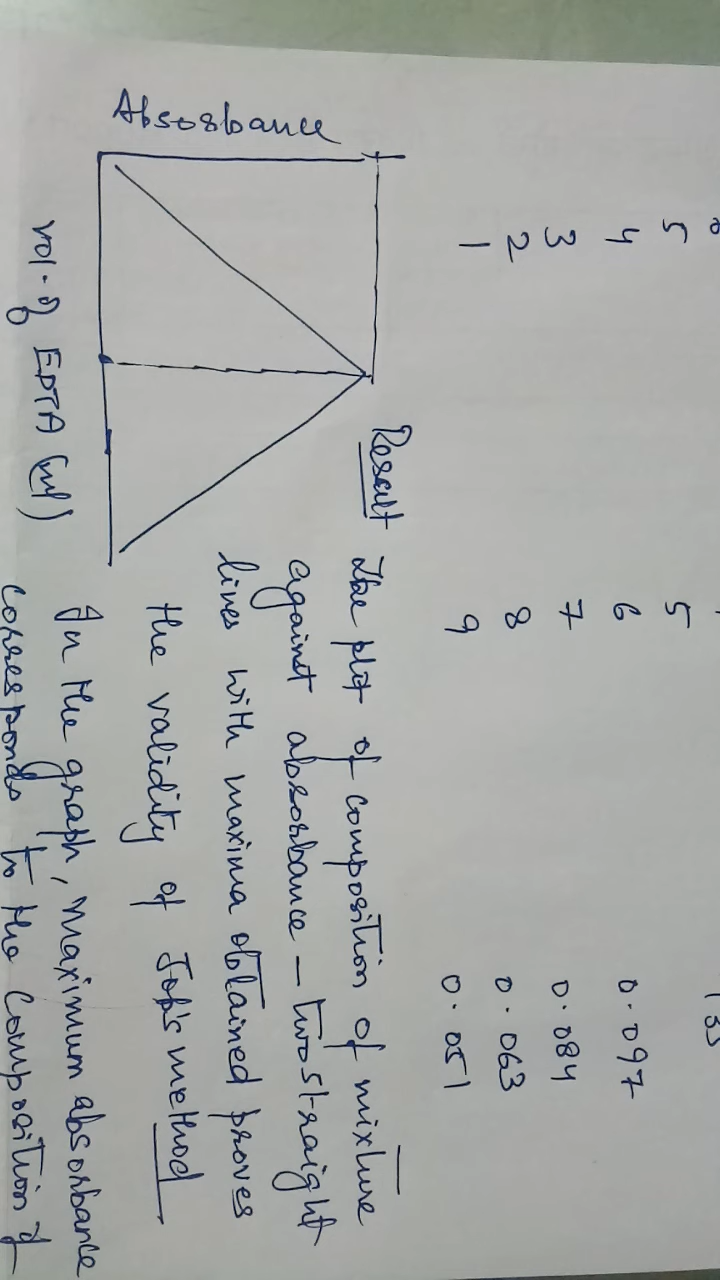 5 5
4 6 0.097
3 7 0.084
2 8 0.063
1 9 0.051
Absorbance
vol. of EDTA (ml)
Result
The plot of composition of mixture
against absorbance – two straight
lines with maxima obtained proves
the validity of Job's method
In the graph, maximum absorbance
corresponds to the composition of